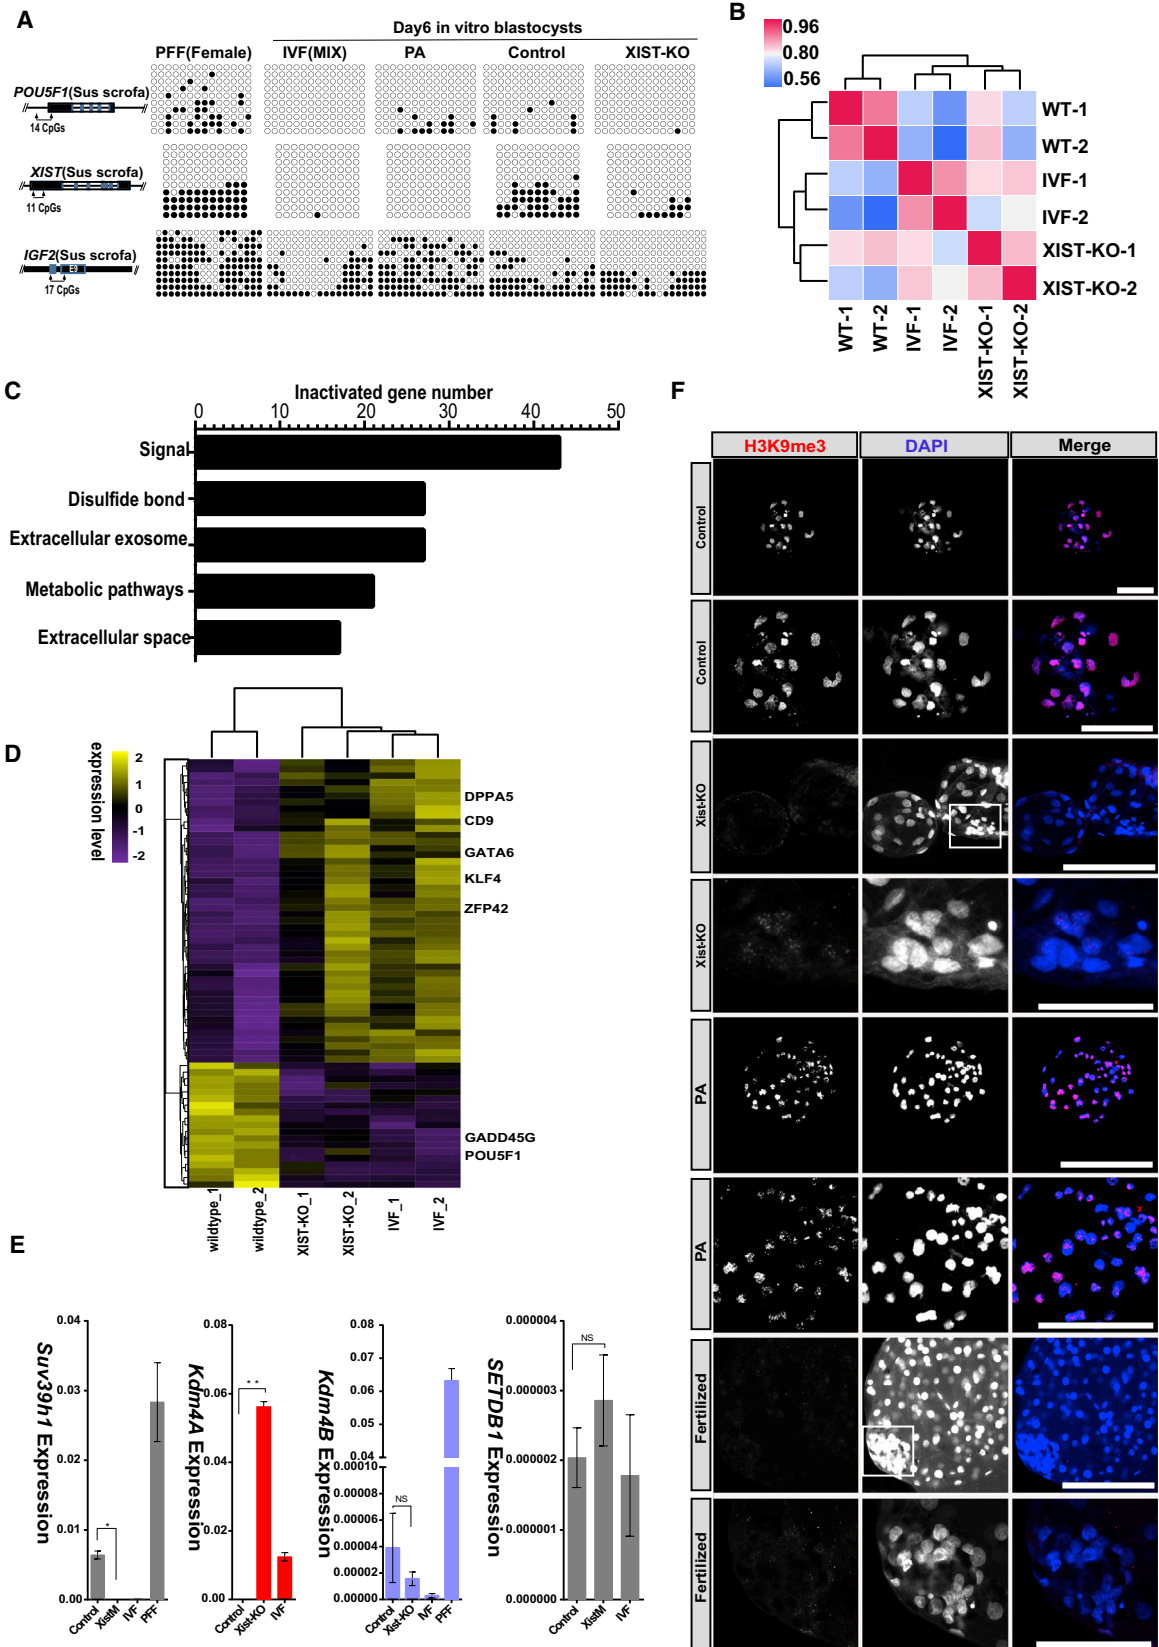 A
Day6 in vitro blastocysts
PFF(Female)
IVF(MIX)
PA
Control
XIST-KO
POU5F1(Sus scrofa)
14 CpGs
XIST(Sus scrofa)
11 CpGs
IGF2(Sus scrofa)
E9
17 CpGs
B
0.96
0.80
0.56
WT-1
WT-2
IVF-1
IVF-2
XIST-KO-1
XIST-KO-2
WT-1
WT-2
IVF-1
IVF-2
XIST-KO-1
XIST-KO-2
C
Inactivated gene number
0 10 20 30 40 50
Signal
Disulfide bond
Extracellular exosome
Metabolic pathways
Extracellular space
D
expression level
2
1
0
-1
-2
DPPA5
CD9
GATA6
KLF4
ZFP42
GADD45G
POU5F1
wildtype_1
wildtype_2
XIST-KO_1
XIST-KO_2
IVF_1
IVF_2
E
Suv39h1 Expression
0.04
0.03
0.02
0.01
0.00
*
Control
XistM
IVF
PFF
Kdm4A Expression
0.08
0.06
0.04
0.02
0.00
**
Control
Xist-KO
IVF
Kdm4B Expression
0.08
0.06
0.05
0.04
0.00010
0.00008
0.00006
0.00004
0.00002
0.00000
NS
Control
Xist-KO
IVF
PFF
SETDB1 Expression
0.000004
0.000003
0.000002
0.000001
0.000000
NS
Control
XistM
IVF
F
H3K9me3
DAPI
Merge
Control
Control
Xist-KO
Xist-KO
PA
PA
Fertilized
Fertilized